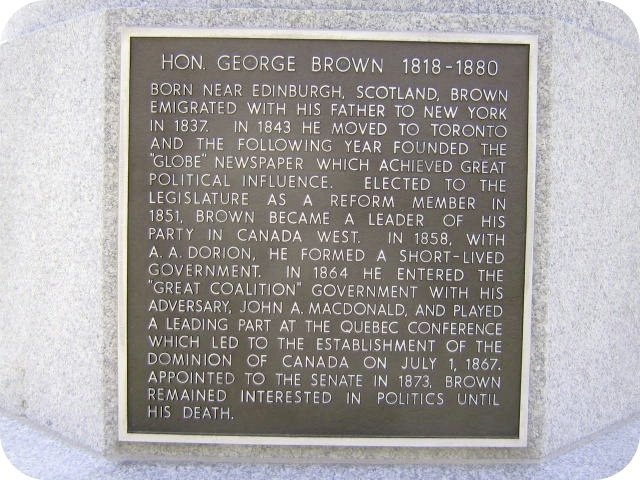 HON. GEORGE BROWN 1818-1880
BORN NEAR EDINBURGH, SCOTLAND, BROWN
EMIGRATED WITH HIS FATHER TO NEW YORK
IN 1837. IN 1843 HE MOVED TO TORONTO
AND THE FOLLOWING YEAR FOUNDED THE
"GLOBE" NEWSPAPER WHICH ACHIEVED GREAT
POLITICAL INFLUENCE. ELECTED TO THE
LEGISLATURE AS A REFORM MEMBER IN
1851, BROWN BECAME A LEADER OF HIS
PARTY IN CANADA WEST. IN 1858, WITH
A. A. DORION, HE FORMED A SHORT-LIVED
GOVERNMENT. IN 1864 HE ENTERED THE
"GREAT COALITION" GOVERNMENT WITH HIS
ADVERSARY, JOHN A. MACDONALD, AND PLAYED
A LEADING PART AT THE QUEBEC CONFERENCE
WHICH LED TO THE ESTABLISHMENT OF THE
DOMINION OF CANADA ON JULY 1, 1867.
APPOINTED TO THE SENATE IN 1873, BROWN
REMAINED INTERESTED IN POLITICS UNTIL
HIS DEATH.